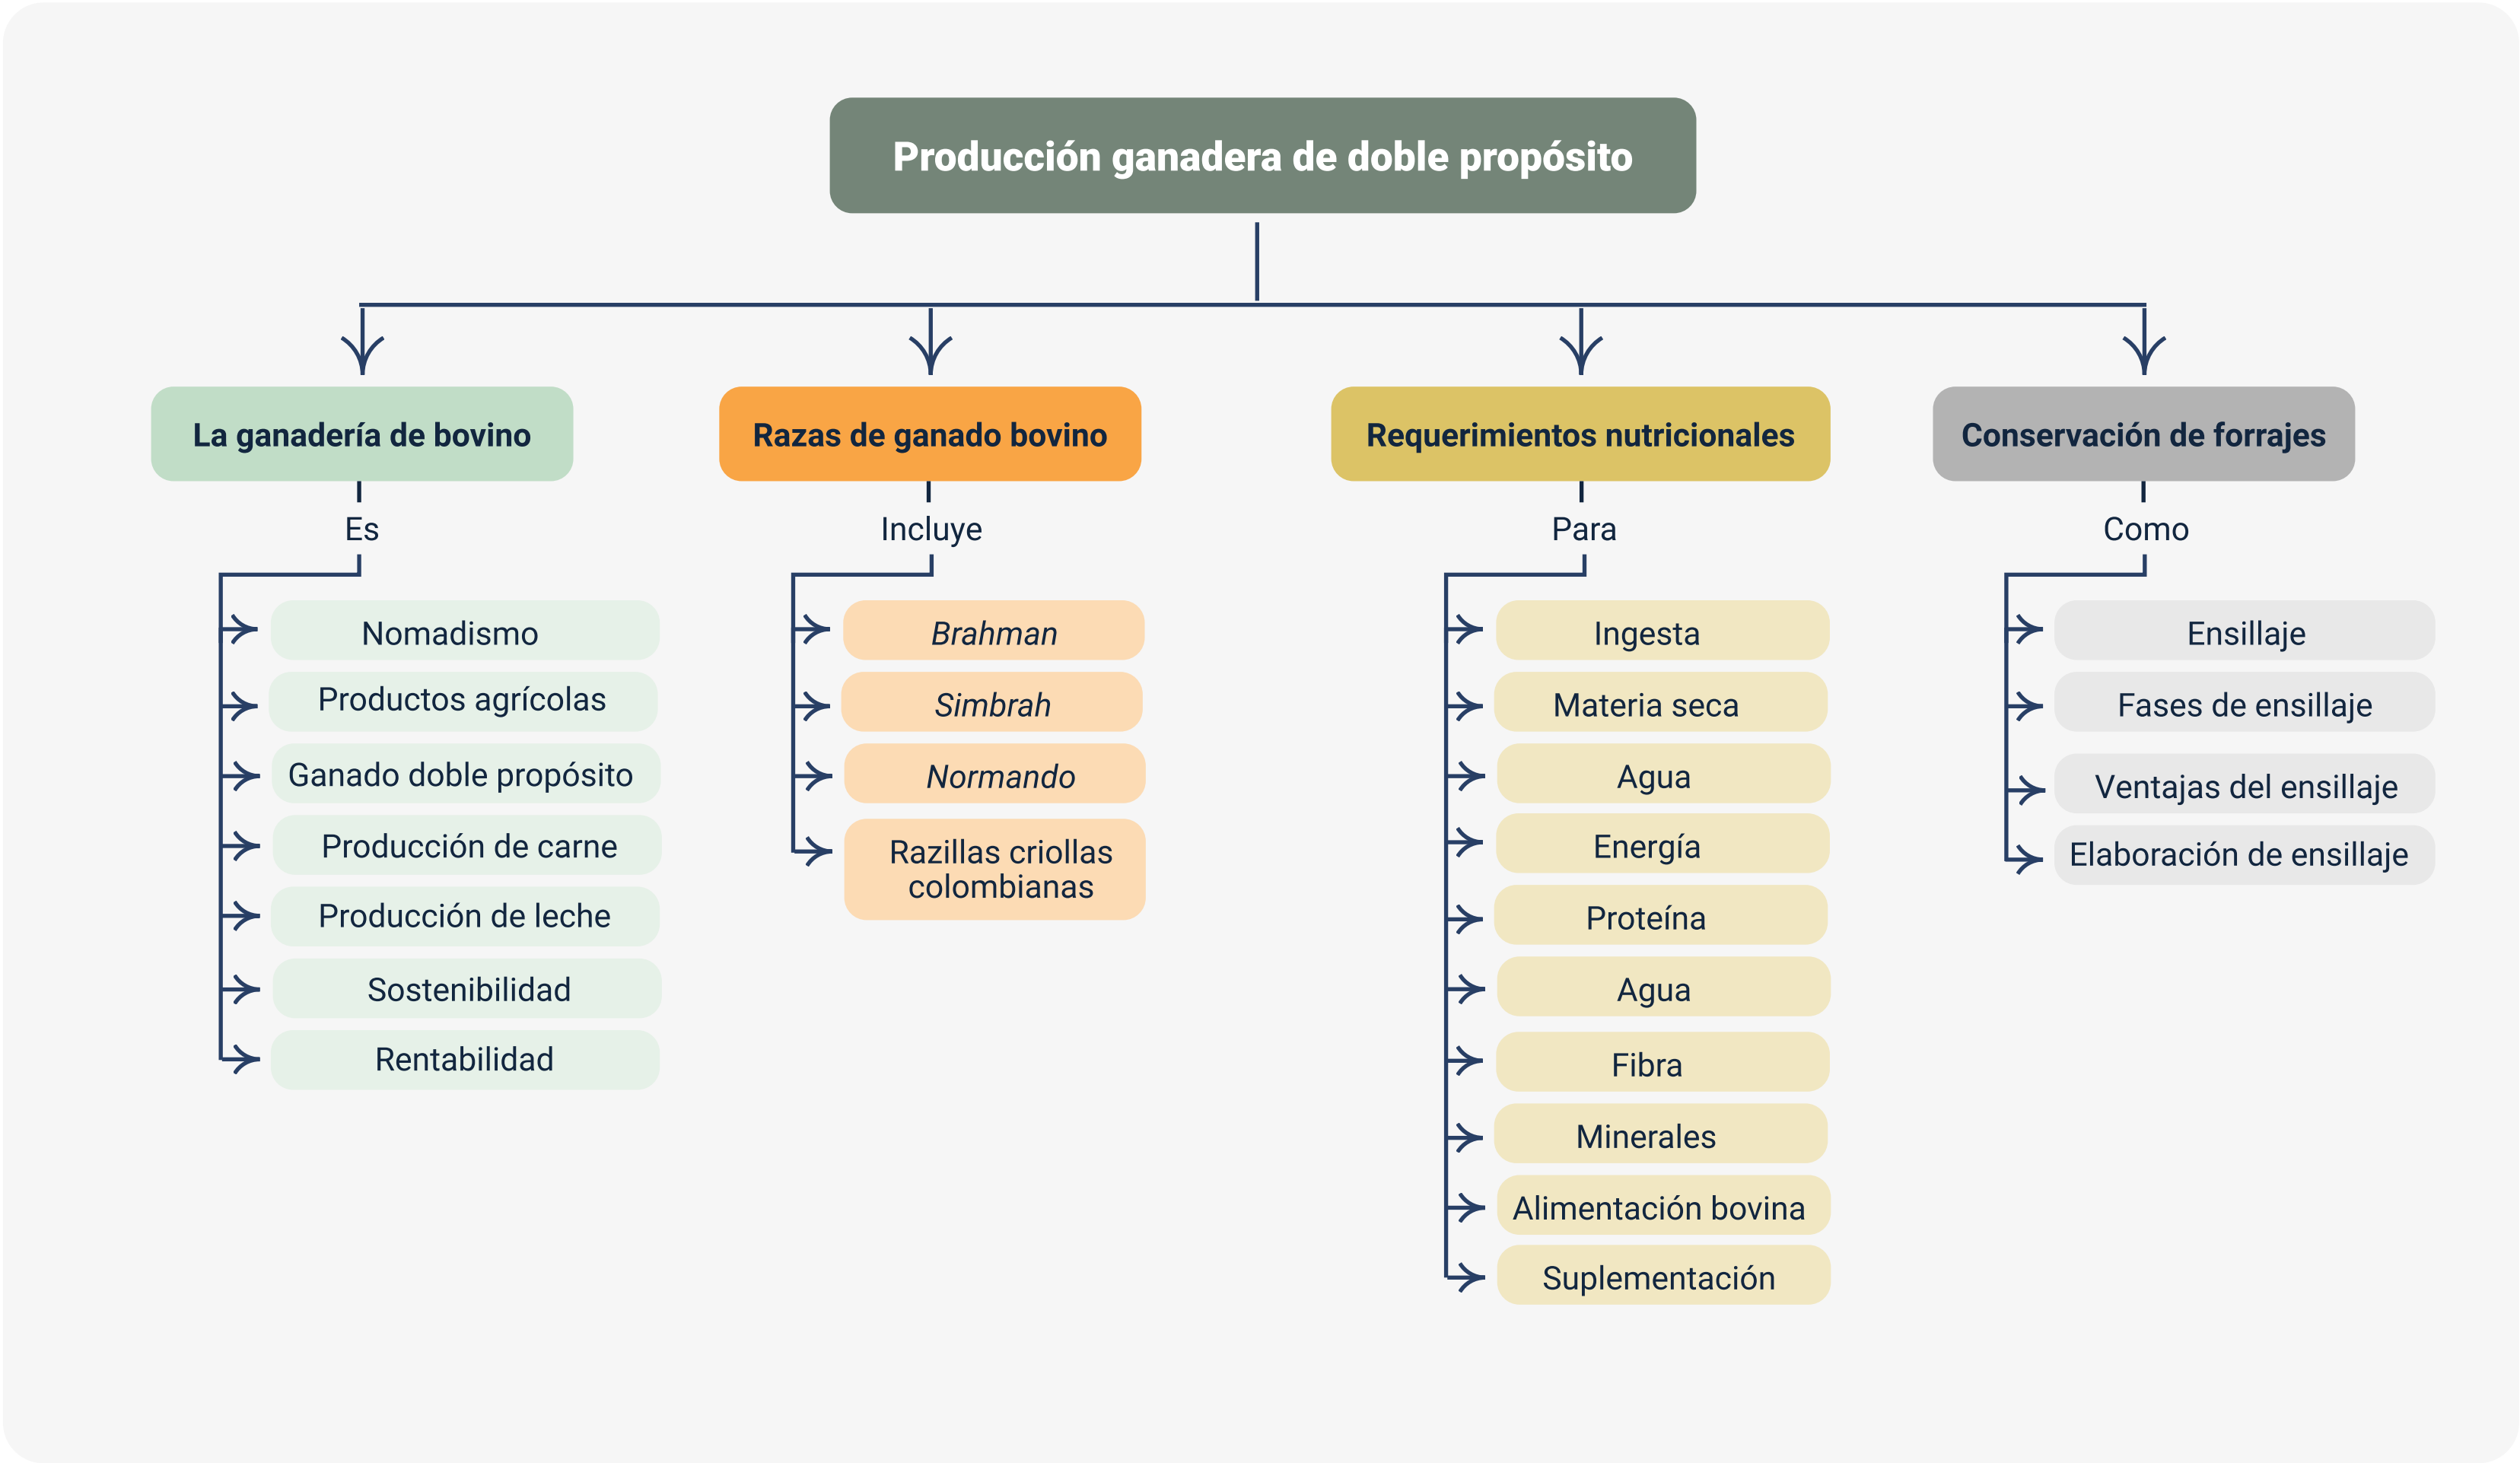 Producción ganadera de doble propósito
La ganadería de bovino
Es
Nomadismo
Productos agrícolas
Ganado doble propósito
Producción de carne
Producción de leche
Sostenibilidad
Rentabilidad
Razas de ganado bovino
Incluye
Brahman
Simbrah
Normando
Razillas criollas
colombianas
Requerimientos nutricionales
Para
Ingesta
Materia seca
Agua
Energía
Proteína
Agua
Fibra
Minerales
Alimentación bovina
Suplementación
Conservación de forrajes
Como
Ensillaje
Fases de ensillaje
Ventajas del ensillaje
Elaboración de ensillaje